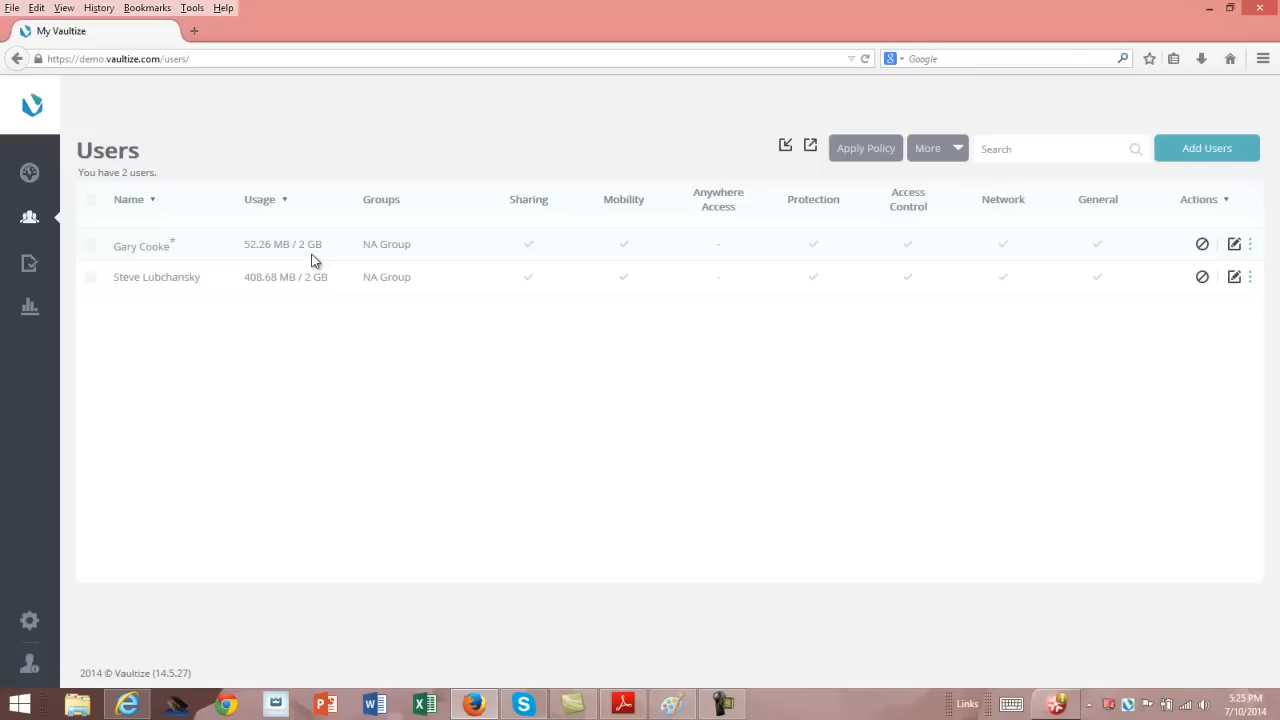 File Edit View History Bookmarks Tools Help
My Vaultize
https://demo.vaultize.com/users/
Google
Users
You have 2 users.
Apply Policy
More
Search
Add Users
Name Usage Groups Sharing Mobility Anywhere Access Protection Access Control Network General Actions
Gary Cooke* 52.26 MB / 2 GB NA Group
Steve Lubchansky 408.68 MB / 2 GB NA Group
2014 © Vaultize (14.5.27)
Links
5:25 PM
7/10/2014